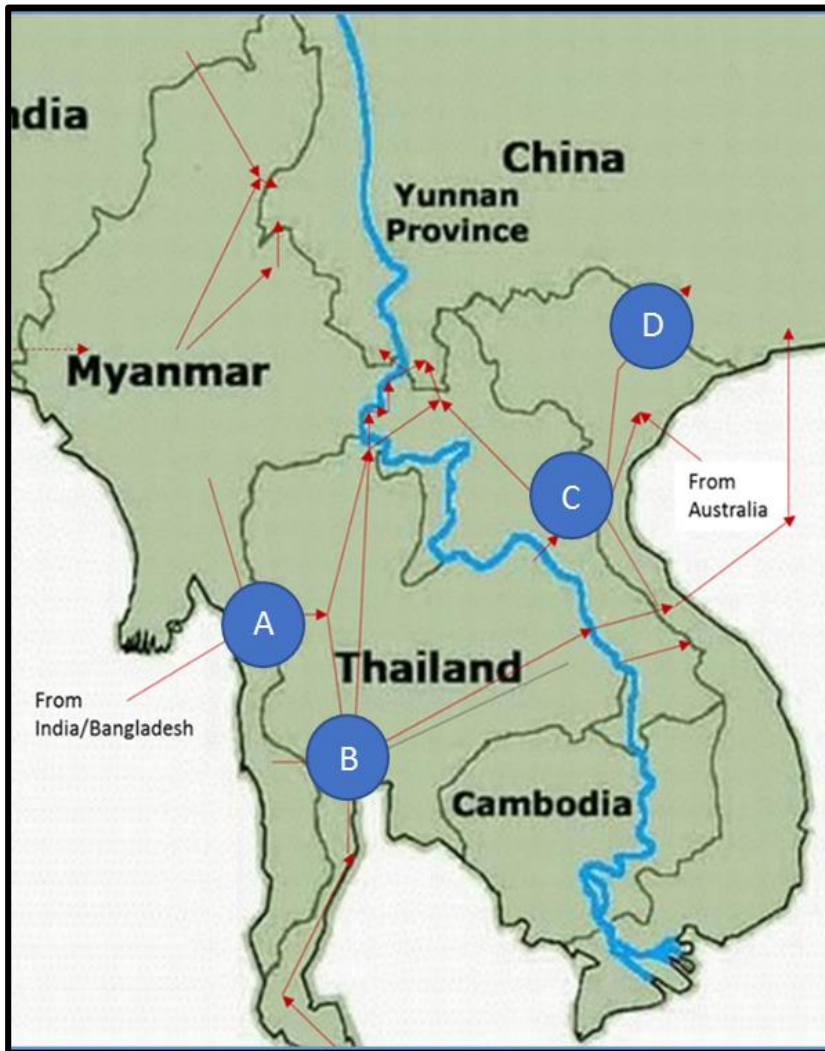 ndia
China
Yunnan
Province
D
Myanmar
C
From
Australia
A
Thailand
From
India/Bangladesh
B
Cambodia